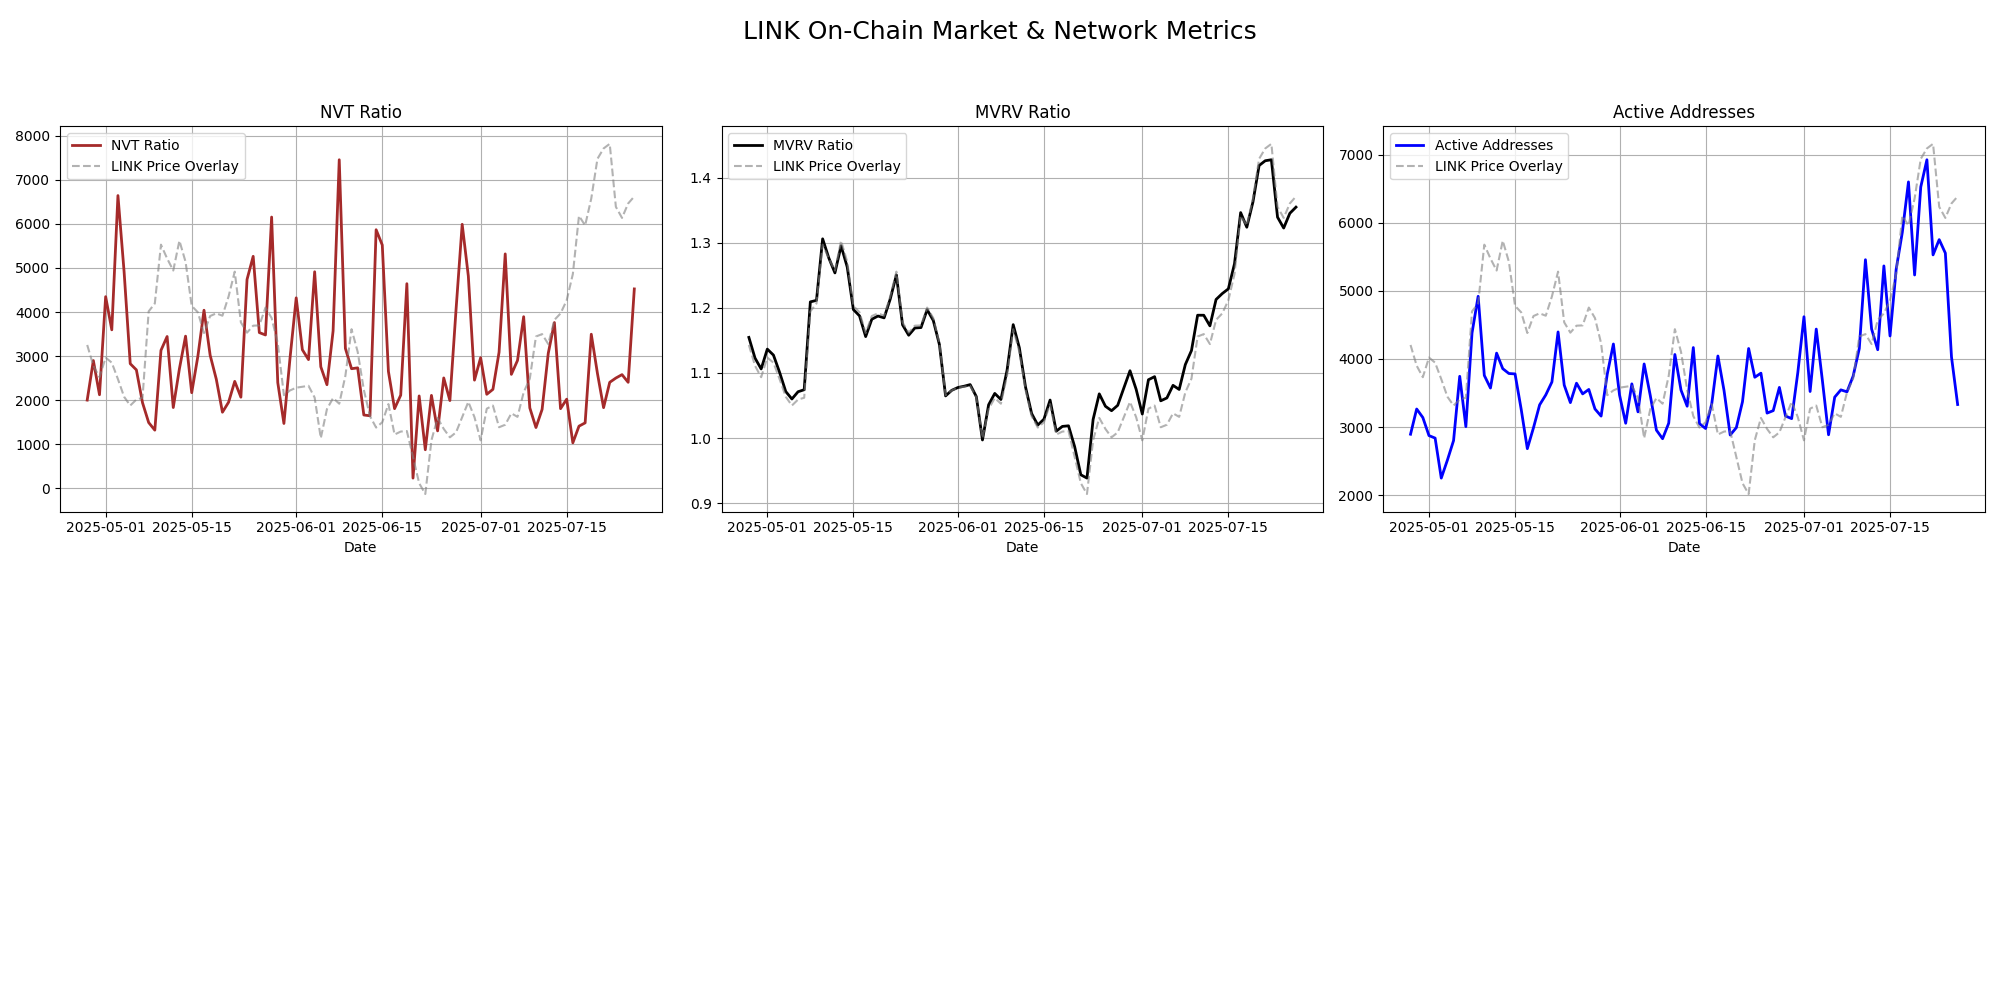 LINK On-Chain Market & Network Metrics
NVT Ratio
NVT Ratio
LINK Price Overlay
8000
7000
6000
5000
4000
3000
2000
1000
0
2025-05-01 2025-05-15 2025-06-01 2025-06-15 2025-07-01 2025-07-15
Date
MVRV Ratio
MVRV Ratio
LINK Price Overlay
1.4
1.3
1.2
1.1
1.0
0.9
2025-05-01 2025-05-15 2025-06-01 2025-06-15 2025-07-01 2025-07-15
Date
Active Addresses
Active Addresses
LINK Price Overlay
7000
6000
5000
4000
3000
2000
2025-05-01 2025-05-15 2025-06-01 2025-06-15 2025-07-01 2025-07-15
Date